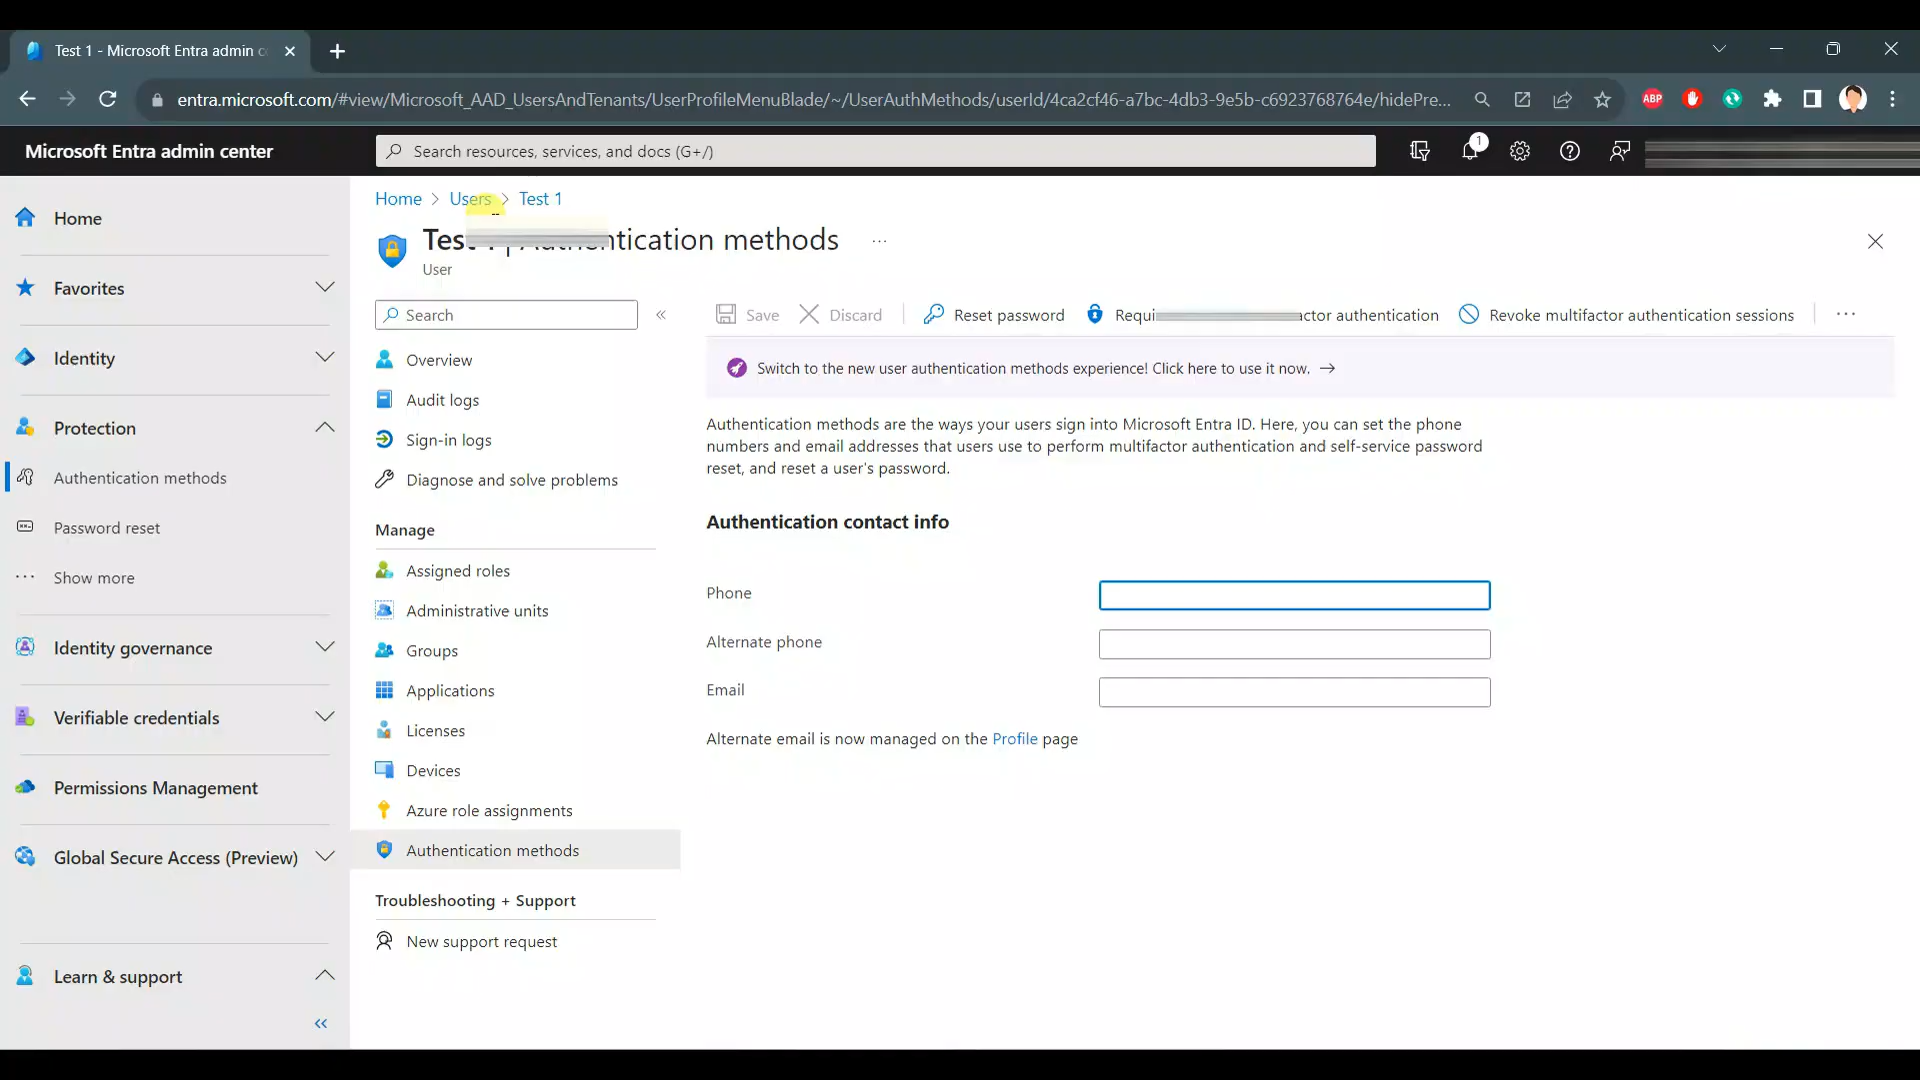 Test 1 - Microsoft Entra admin c
entra.microsoft.com/#view/Microsoft_AAD_UsersAndTenants/UserProfileMenuBlade/~/UserAuthMethods/userId/4ca2cf46-a7bc-4db3-9e5b-c6923768764e/hidePre...
ABP
Microsoft Entra admin center
Search resources, services, and docs (G+/)
1
Home > Users > Test 1
Authentication methods ...
User
Home
Favorites
Identity
Protection
Authentication methods
Password reset
Show more
Identity governance
Verifiable credentials
Permissions Management
Global Secure Access (Preview)
Learn & support
Search
Overview
Audit logs
Sign-in logs
Diagnose and solve problems
Manage
Assigned roles
Administrative units
Groups
Applications
Licenses
Devices
Azure role assignments
Authentication methods
Troubleshooting + Support
New support request
Save Discard Reset password authentication Revoke multifactor authentication sessions ...
Switch to the new user authentication methods experience! Click here to use it now. →
Authentication methods are the ways your users sign into Microsoft Entra ID. Here, you can set the phone
numbers and email addresses that users use to perform multifactor authentication and self-service password
reset, and reset a user's password.
Authentication contact info
Phone
Alternate phone
Email
Alternate email is now managed on the Profile page